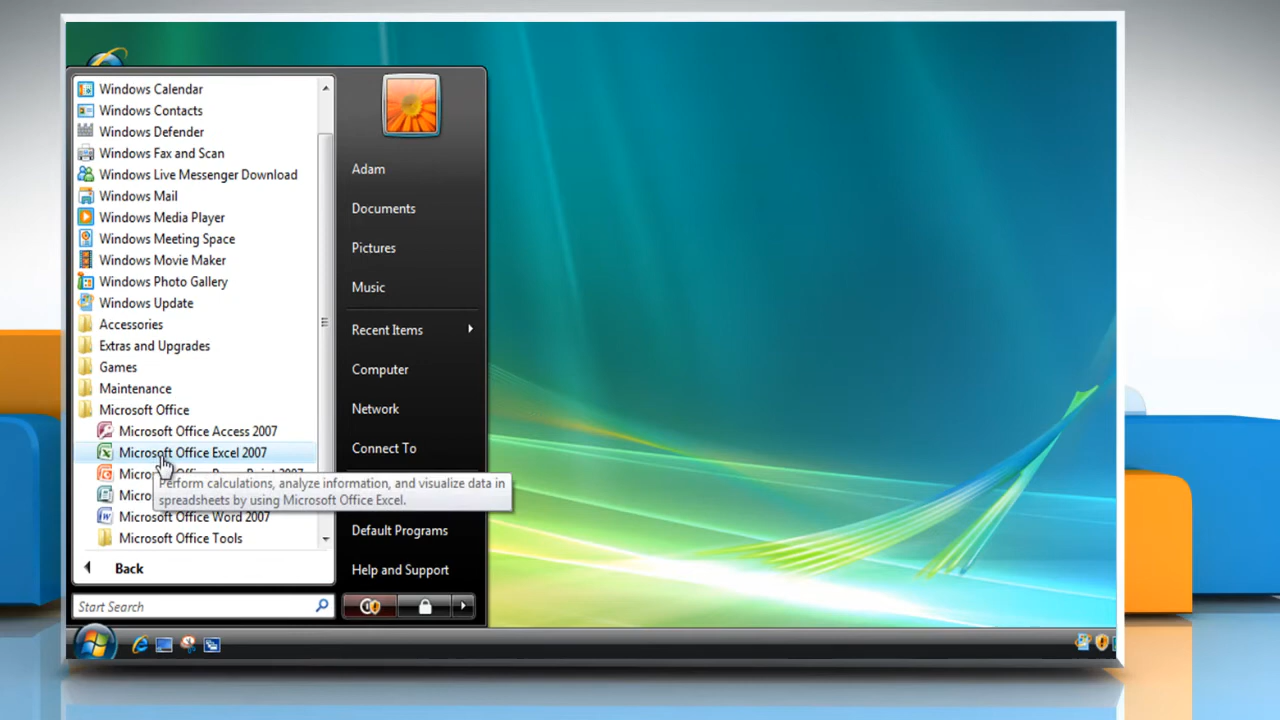 Windows Calendar
Windows Contacts
Windows Defender
Windows Fax and Scan
Windows Live Messenger Download
Windows Mail
Windows Media Player
Windows Meeting Space
Windows Movie Maker
Windows Photo Gallery
Windows Update
Accessories
Extras and Upgrades
Games
Maintenance
Microsoft Office
Microsoft Office Access 2007
Microsoft Office Excel 2007
Perform calculations, analyze information, and visualize data in
spreadsheets by using Microsoft Office Excel.
Microsoft Office Word 2007
Microsoft Office Tools
Back
Start Search
Adam
Documents
Pictures
Music
Recent Items
Computer
Network
Connect To
Default Programs
Help and Support